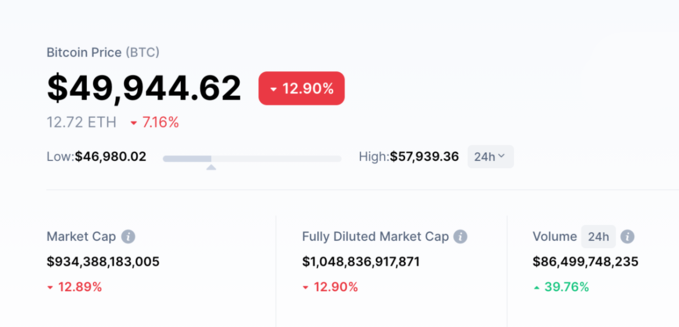 Bitcoin Price (BTC)
$49,944.62 12.90%
12.72 ETH 7.16%
Low:$46,980.02 High:$57,939.36 24h
Market Cap Fully Diluted Market Cap Volume 24h
$934,388,183,005 $1,048,836,917,871 $86,499,748,235
12.89% 12.90% 39.76%